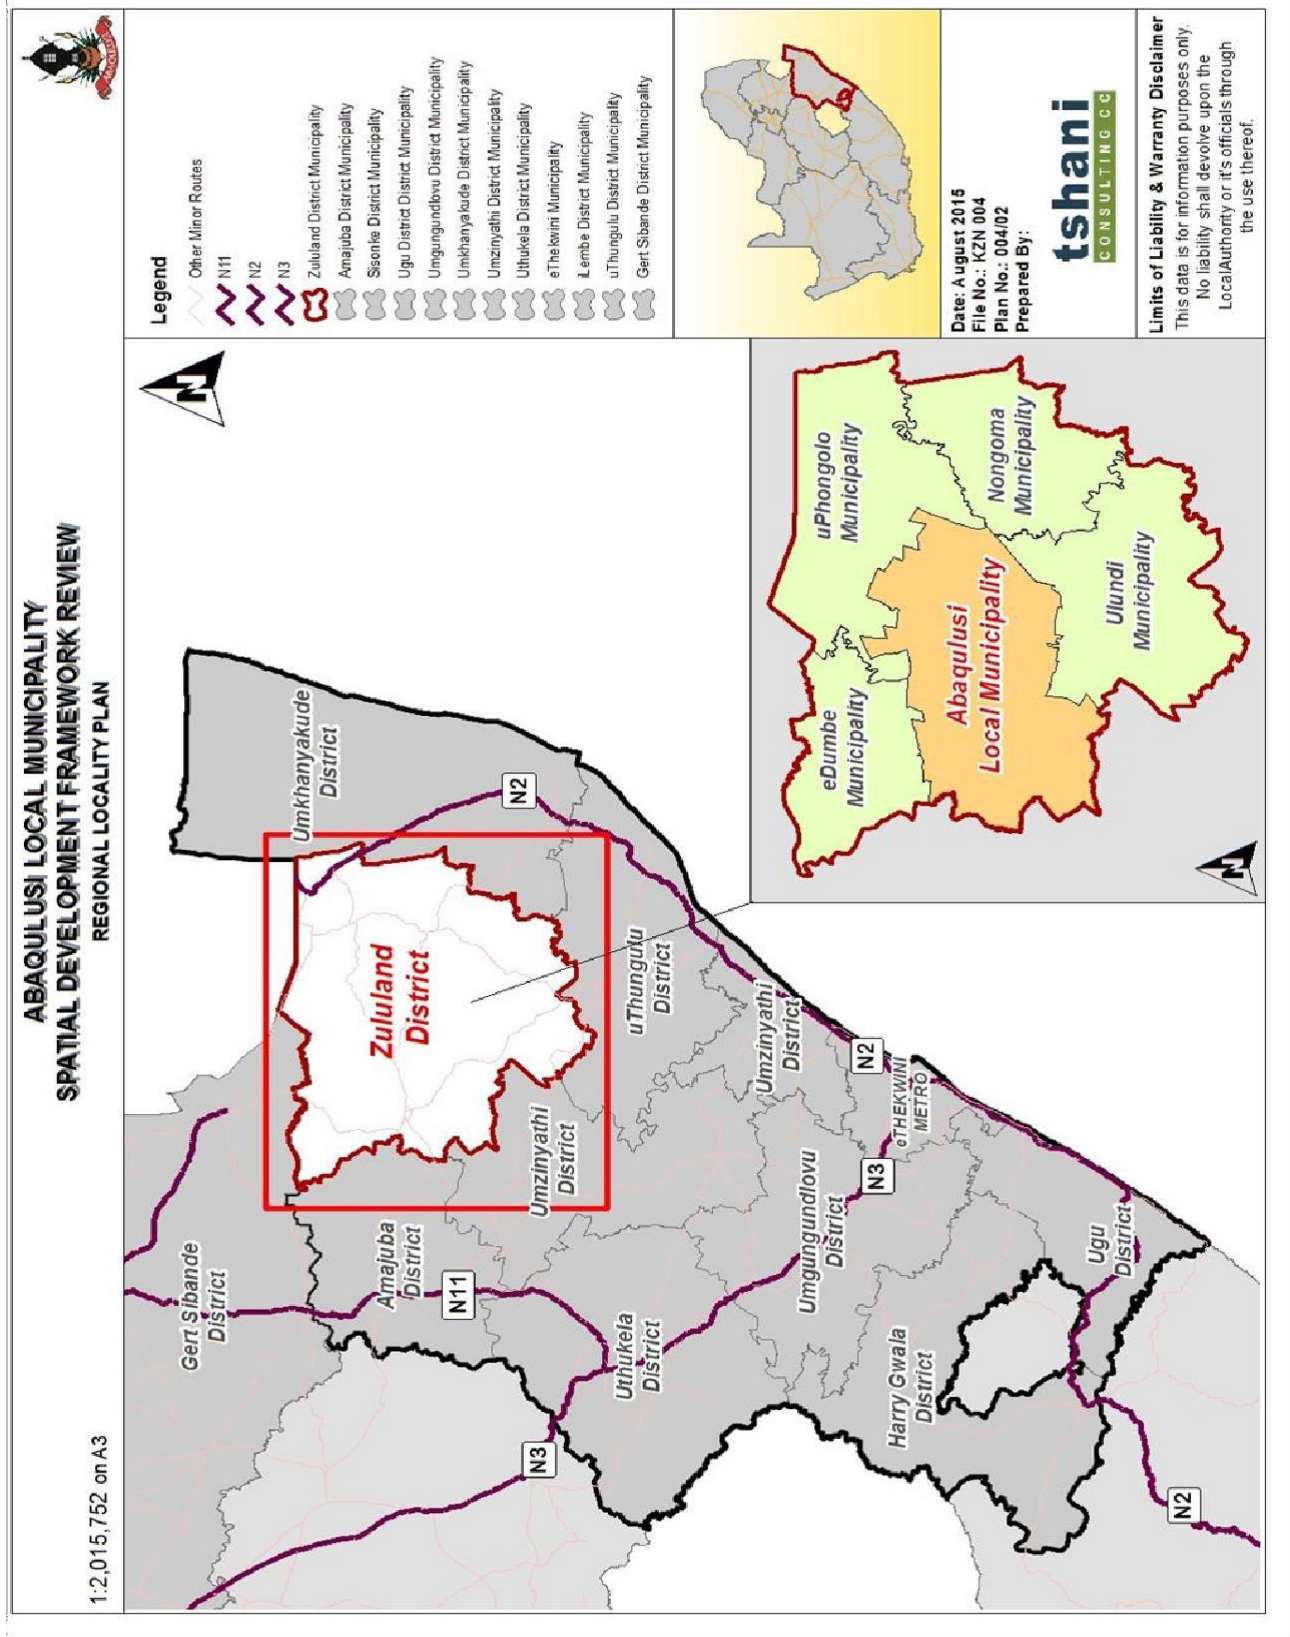 ABAQULUSI LOCAL MUNICIPALITY
SPATIAL DEVELOPMENT FRAMEWORK REVIEW
REGIONAL LOCALITY PLAN
1:2,015,752 on A3
N
Gert Sibande
District
Amajuba
District
N11
Umkhanyakude
District
Zululand
District
N2
Umzinyathi
District
uThungulu
District
N3
Uthukela
District
Umzinyathi
District
Umgungundlovu
District
N3
N2
eTHEKWINI
METRO
Harry Gwala
District
Ugu
District
N2
uPhongolo
Municipality
eDumbe
Municipality
Nongoma
Municipality
Abaqulusi
Local Municipality
Ulundi
Municipality
N
Legend
Other Minor Routes
N11
N2
N3
Zululand District Municipality
Amajuba District Municipality
Sisonke District Municipality
Ugu District District Municipality
Umgungundlovu District Municipality
Umkhanyakude District Municipality
Umzinyathi District Municipality
Uthukela District Municipality
eThekwini Municipality
iLembe District Municipality
uThungulu District Municipality
Gert Sibande District Municipality
Date: August 2015
File No.: KZN 004
Plan No.: 004/02
Prepared By:
tshani
CONSULTING CC
Limits of Liability & Warranty Disclaimer
This data is for information purposes only.
No liability shall devolve upon the
LocalAuthority or it's officials through
the use thereof.